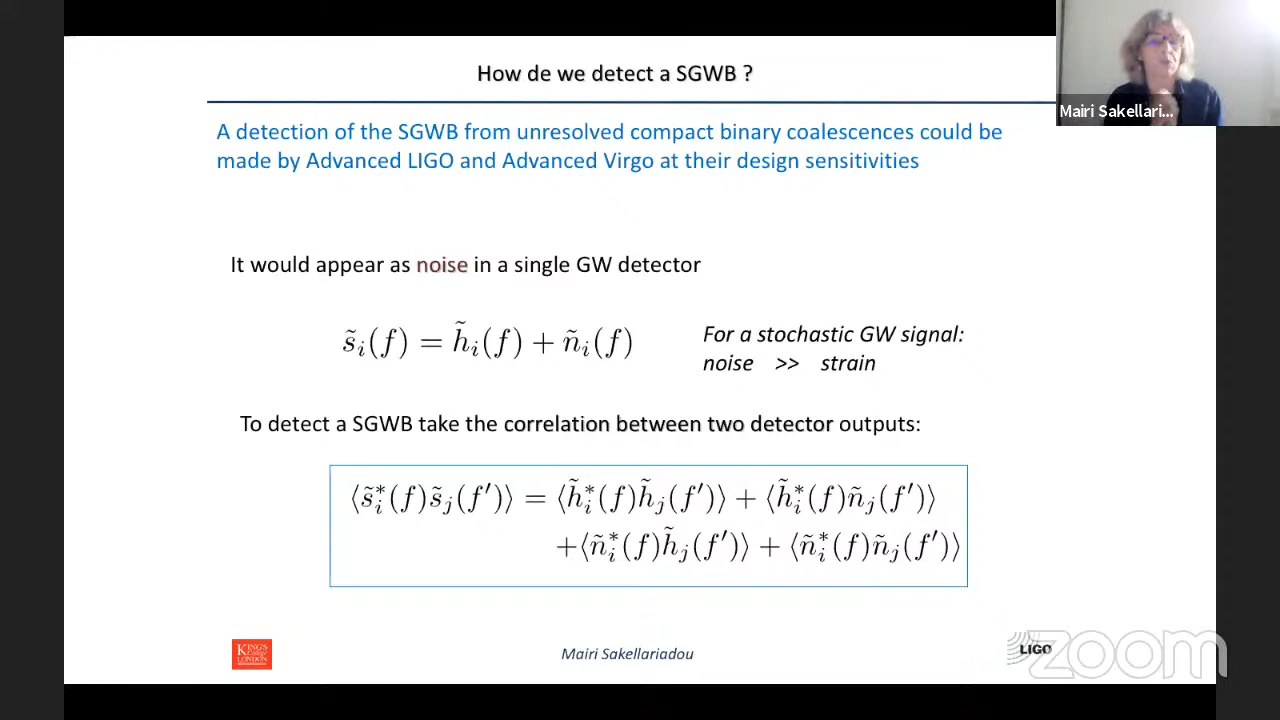 How de we detect a SGWB ?
Mairi Sakellari...
A detection of the SGWB from unresolved compact binary coalescences could be
made by Advanced LIGO and Advanced Virgo at their design sensitivities
It would appear as noise in a single GW detector
s̃ᵢ(f) = h̃ᵢ(f) + ñᵢ(f)
For a stochastic GW signal:
noise >> strain
To detect a SGWB take the correlation between two detector outputs:
⟨s̃ᵢ*(f)s̃ⱼ(f′)⟩ = ⟨h̃ᵢ*(f)h̃ⱼ(f′)⟩ + ⟨h̃ᵢ*(f)ñⱼ(f′)⟩
+⟨ñᵢ*(f)h̃ⱼ(f′)⟩ + ⟨ñᵢ*(f)ñⱼ(f′)⟩
KING'S
College
LONDON
Mairi Sakellariadou
LIGO
zoom